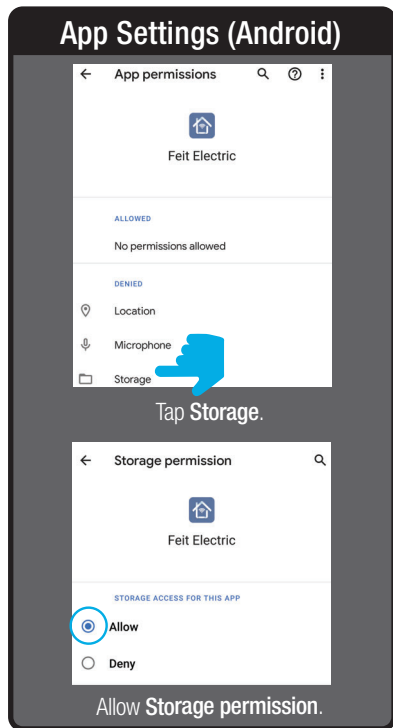 App Settings (Android)
App permissions
Feit Electric
ALLOWED
No permissions allowed
DENIED
Location
Microphone
Storage
Tap Storage.
Storage permission
Feit Electric
STORAGE ACCESS FOR THIS APP
Allow
Deny
Allow Storage permission.